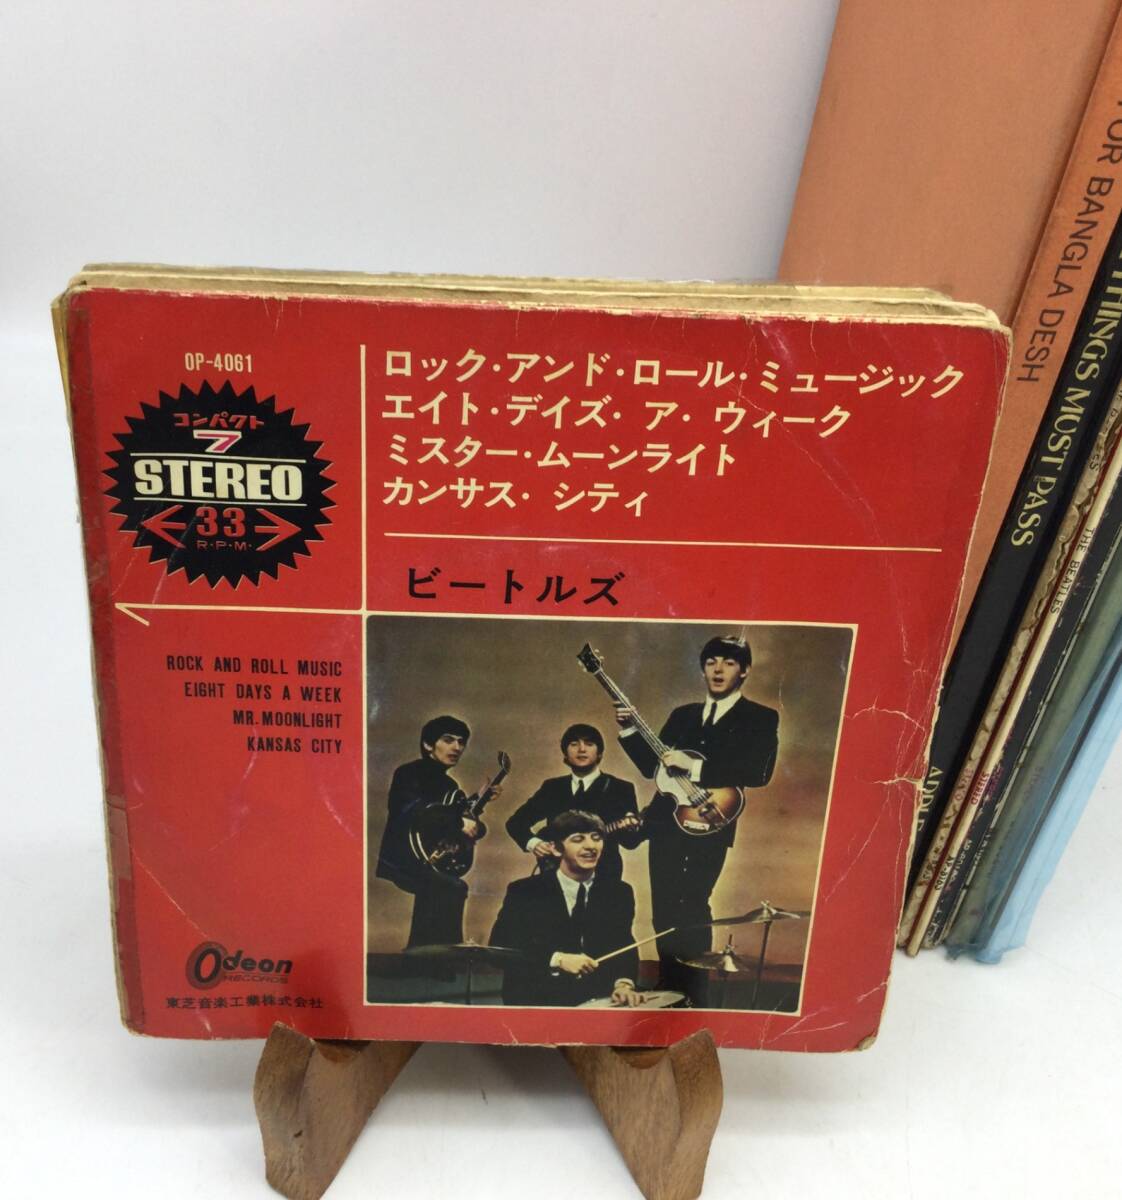 OP-4061
コンパクト
7
STEREO
33
R·P·M·
ロック・アンド・ロール・ミュージック
エイト・デイズ・ア・ウィーク
ミスター・ムーンライト
カンサス・シティ
ビートルズ
ROCK AND ROLL MUSIC
EIGHT DAYS A WEEK
MR. MOONLIGHT
KANSAS CITY
Odeon
RECORDS
東芝音楽工業株式会社
FOR BANGLA DESH
THINGS MUST PASS
THE BEATLES
STEREO